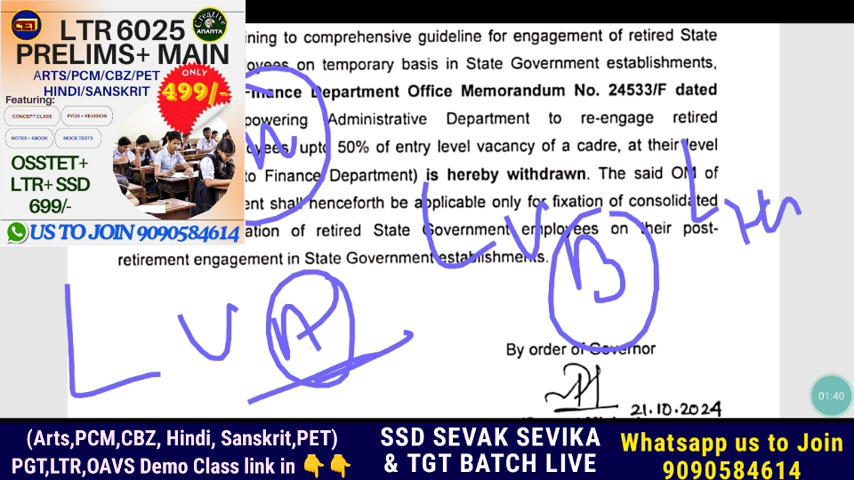 CET
Creative
ANANTA
LTR 6025
PRELIMS+ MAIN
ARTS/PCM/CBZ/PET
HINDI/SANSKRIT
ONLY
499/-
Featuring:
CONCEPT CLASS
PYQS + REVISION
NOTES + EBOOK
MOCK TESTS
OSSTET+
LTR+ SSD
699/-
US TO JOIN 9090584614
ining to comprehensive guideline for engagement of retired State
oyees on temporary basis in State Government establishments,
Finance Department Office Memorandum No. 24533/F dated
powering Administrative Department to re-engage retired
oyees upto 50% of entry level vacancy of a cadre, at their level
to Finance Department) is hereby withdrawn. The said OM of
ent shall henceforth be applicable only for fixation of consolidated
ation of retired State Government employees on their post-
retirement engagement in State Government establishments.
L V
L V B
By order of Governor
21.10.2024
01:40
(Arts,PCM,CBZ, Hindi, Sanskrit,PET)
PGT,LTR,OAVS Demo Class link in 👇👇
SSD SEVAK SEVIKA
& TGT BATCH LIVE
Whatsapp us to Join
9090584614